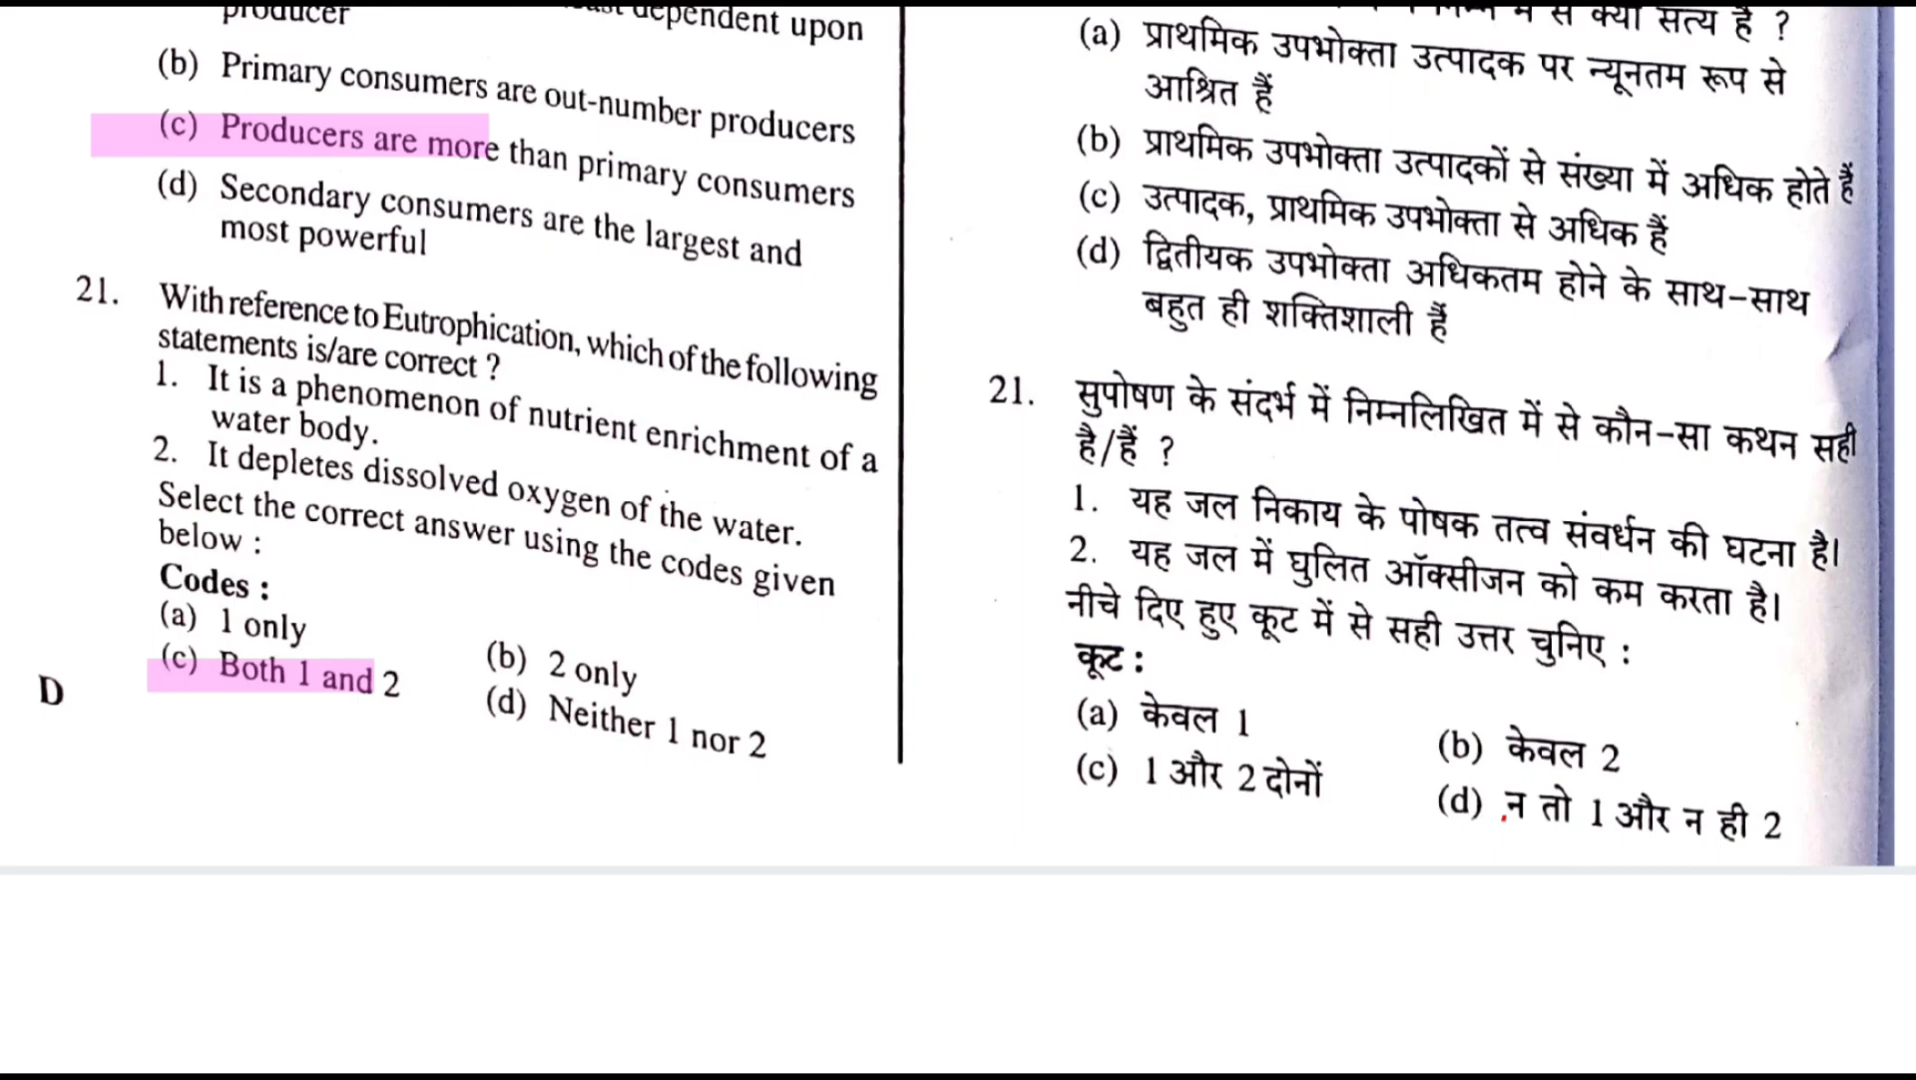 producer
dependent upon
(b) Primary consumers are out-number producers
(c) Producers are more than primary consumers
(d) Secondary consumers are the largest and
most powerful
21. With reference to Eutrophication, which of the following
statements is/are correct ?
1. It is a phenomenon of nutrient enrichment of a
water body.
2. It depletes dissolved oxygen of the water.
Select the correct answer using the codes given
below :
Codes :
(a) 1 only
(b) 2 only
(c) Both 1 and 2
(d) Neither 1 nor 2
D
में से क्या सत्य है ?
(a) प्राथमिक उपभोक्ता उत्पादक पर न्यूनतम रूप से
आश्रित हैं
(b) प्राथमिक उपभोक्ता उत्पादकों से संख्या में अधिक होते हैं
(c) उत्पादक, प्राथमिक उपभोक्ता से अधिक हैं
(d) द्वितीयक उपभोक्ता अधिकतम होने के साथ-साथ
बहुत ही शक्तिशाली हैं
21. सुपोषण के संदर्भ में निम्नलिखित में से कौन-सा कथन सही
है/हैं ?
1. यह जल निकाय के पोषक तत्व संवर्धन की घटना है।
2. यह जल में घुलित ऑक्सीजन को कम करता है।
नीचे दिए हुए कूट में से सही उत्तर चुनिए :
कूट :
(a) केवल 1
(b) केवल 2
(c) 1 और 2 दोनों
(d) न तो 1 और न ही 2